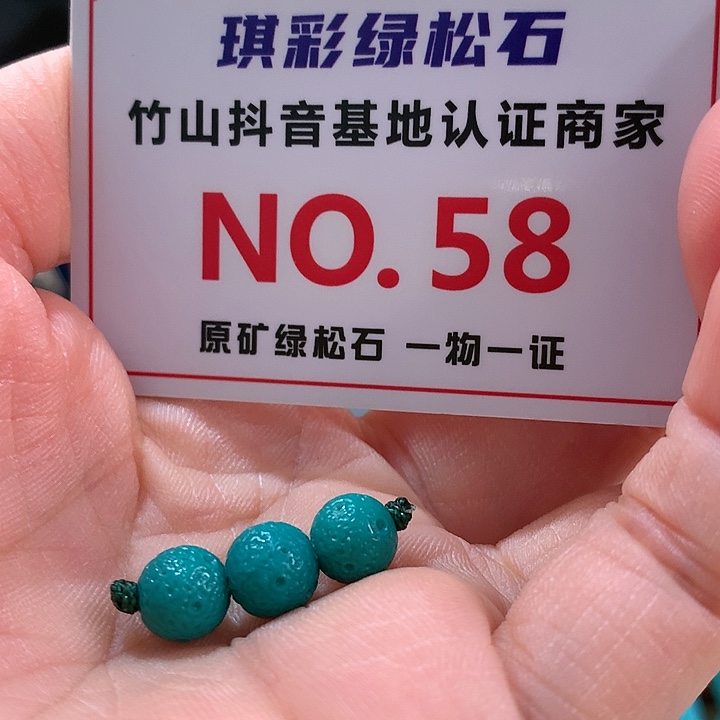 琪彩绿松石
竹山抖音基地认证商家
NO.58
原矿绿松石 一物一证